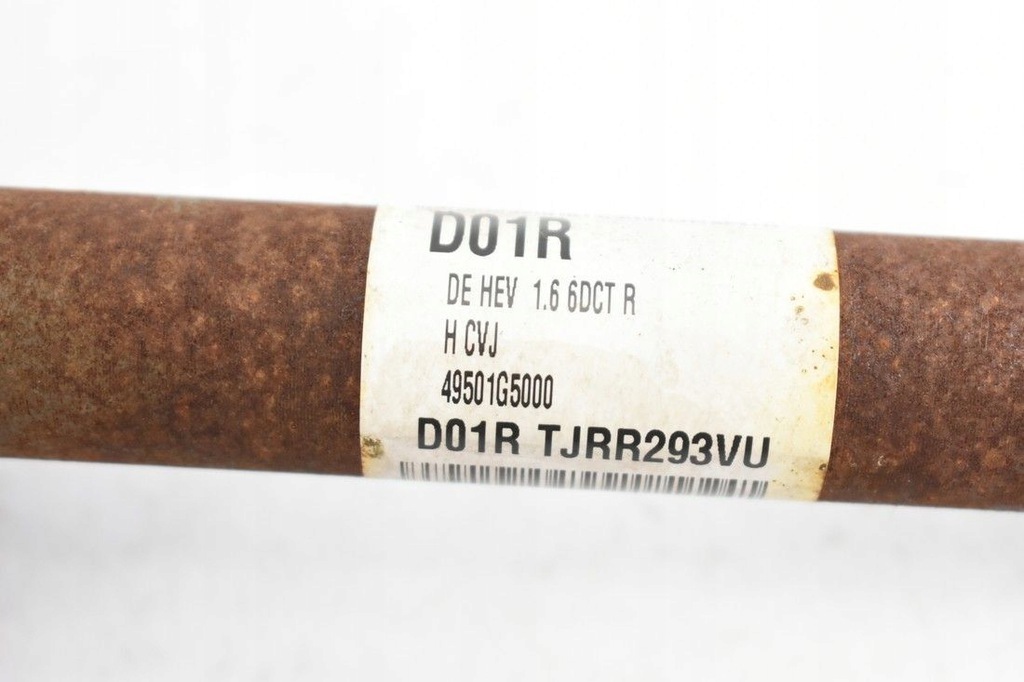 D01R
DE HEV 1.6 6DCT R
H CVJ
49501G5000
D01R TJRR293VU